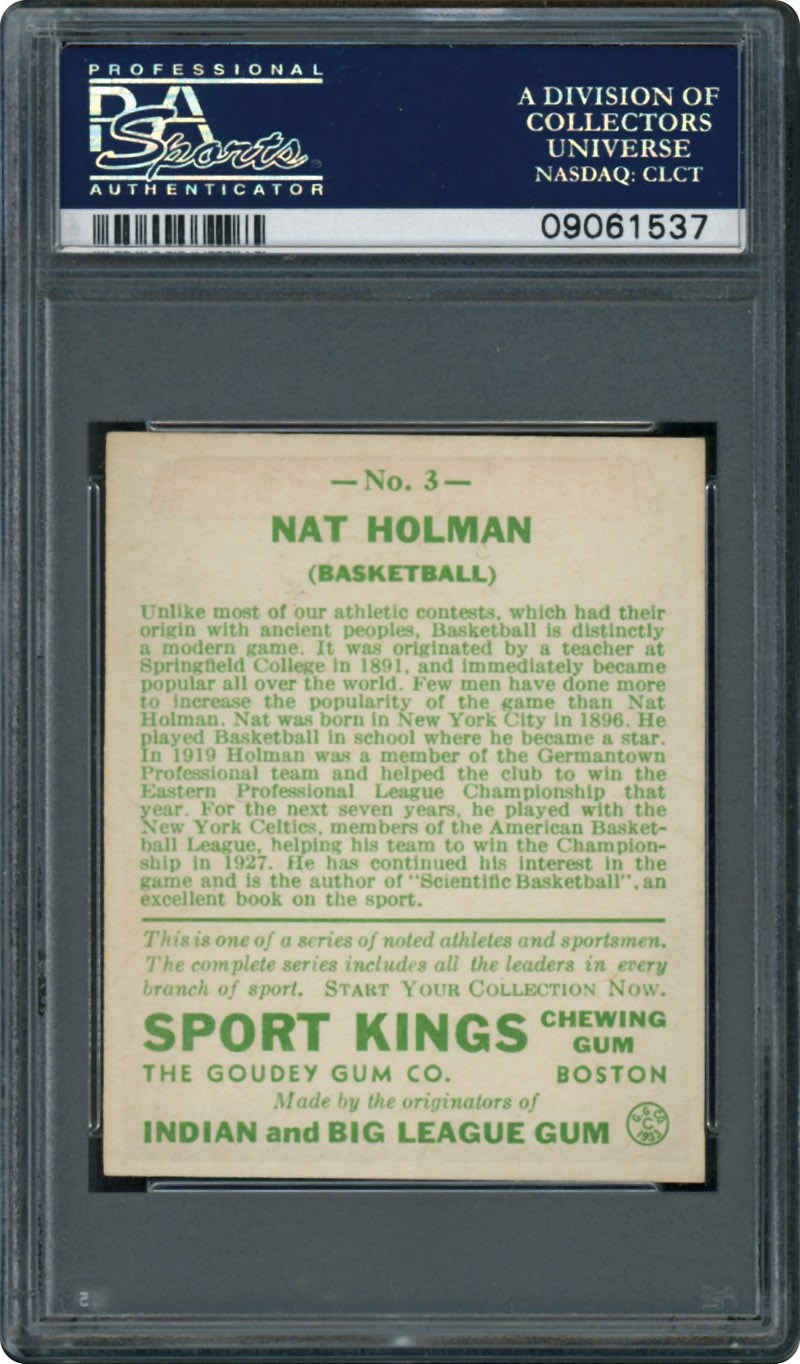 PROFESSIONAL
PSA
Sports
AUTHENTICATOR
A DIVISION OF
COLLECTORS
UNIVERSE
NASDAQ: CLCT
09061537
—No. 3—
NAT HOLMAN
(BASKETBALL)
Unlike most of our athletic contests, which had their
origin with ancient peoples, Basketball is distinctly
a modern game. It was originated by a teacher at
Springfield College in 1891, and immediately became
popular all over the world. Few men have done more
to increase the popularity of the game than Nat
Holman. Nat was born in New York City in 1896. He
played Basketball in school where he became a star.
In 1919 Holman was a member of the Germantown
Professional team and helped the club to win the
Eastern Professional League Championship that
year. For the next seven years, he played with the
New York Celtics, members of the American Basket-
ball League, helping his team to win the Champion-
ship in 1927. He has continued his interest in the
game and is the author of "Scientific Basketball", an
excellent book on the sport.
This is one of a series of noted athletes and sportsmen.
The complete series includes all the leaders in every
branch of sport. START YOUR COLLECTION NOW.
SPORT KINGS CHEWING GUM
THE GOUDEY GUM CO. BOSTON
Made by the originators of
INDIAN and BIG LEAGUE GUM
G. G. Co.
C
1933